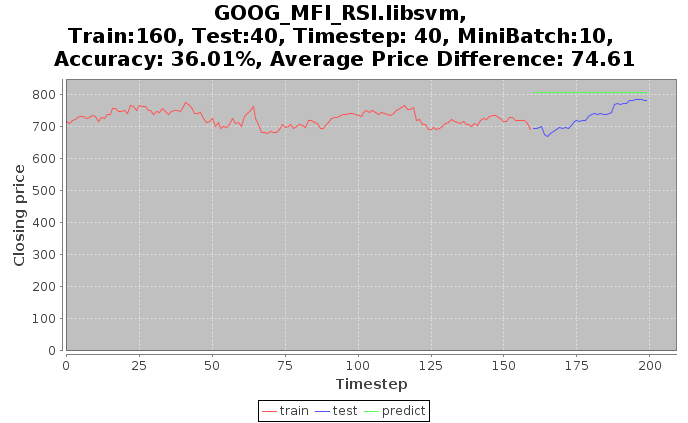 GOOG_MFI_RSI.libsvm,
Train:160, Test:40, Timestep: 40, MiniBatch:10,
Accuracy: 36.01%, Average Price Difference: 74.61
Closing price
800
700
600
500
400
300
200
100
0
0 25 50 75 100 125 150 175 200
Timestep
train test predict